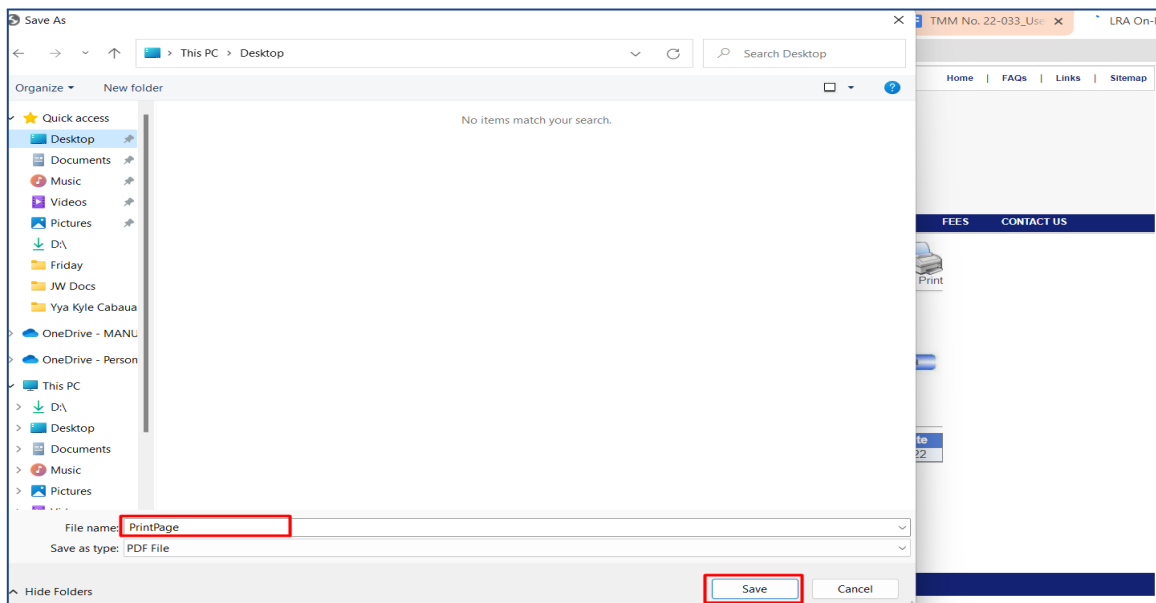 Save As
TMM No. 22-033_Use
LRA On-
This PC > Desktop
Search Desktop
Home | FAQs | Links | Sitemap
Organize
New folder
Quick access
No items match your search.
Desktop
Documents
Music
Videos
Pictures
FEES CONTACT US
D:\
Print
Friday
JW Docs
Yya Kyle Cabaua
OneDrive - MANU
OneDrive - Person
This PC
D:\
Desktop
te
Documents
22
Music
Pictures
File name: PrintPage
Save as type: PDF File
Hide Folders
Save
Cancel